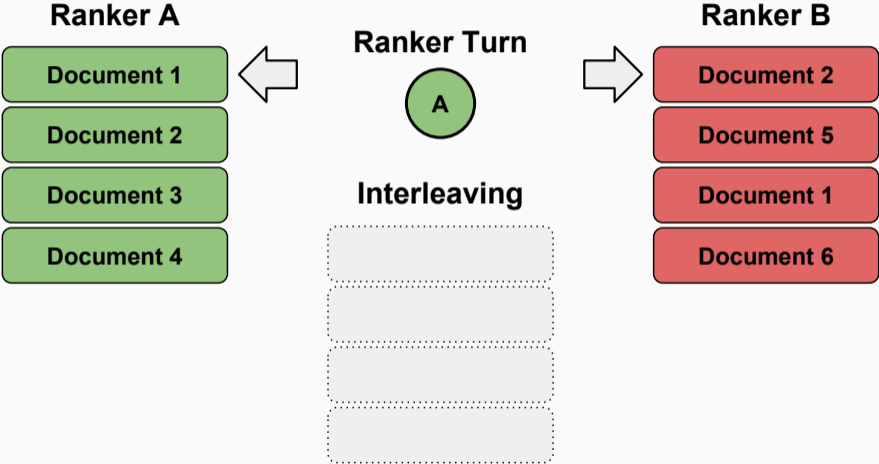 Ranker A
Document 1
Document 2
Document 3
Document 4
Ranker Turn
A
Interleaving
Ranker B
Document 2
Document 5
Document 1
Document 6